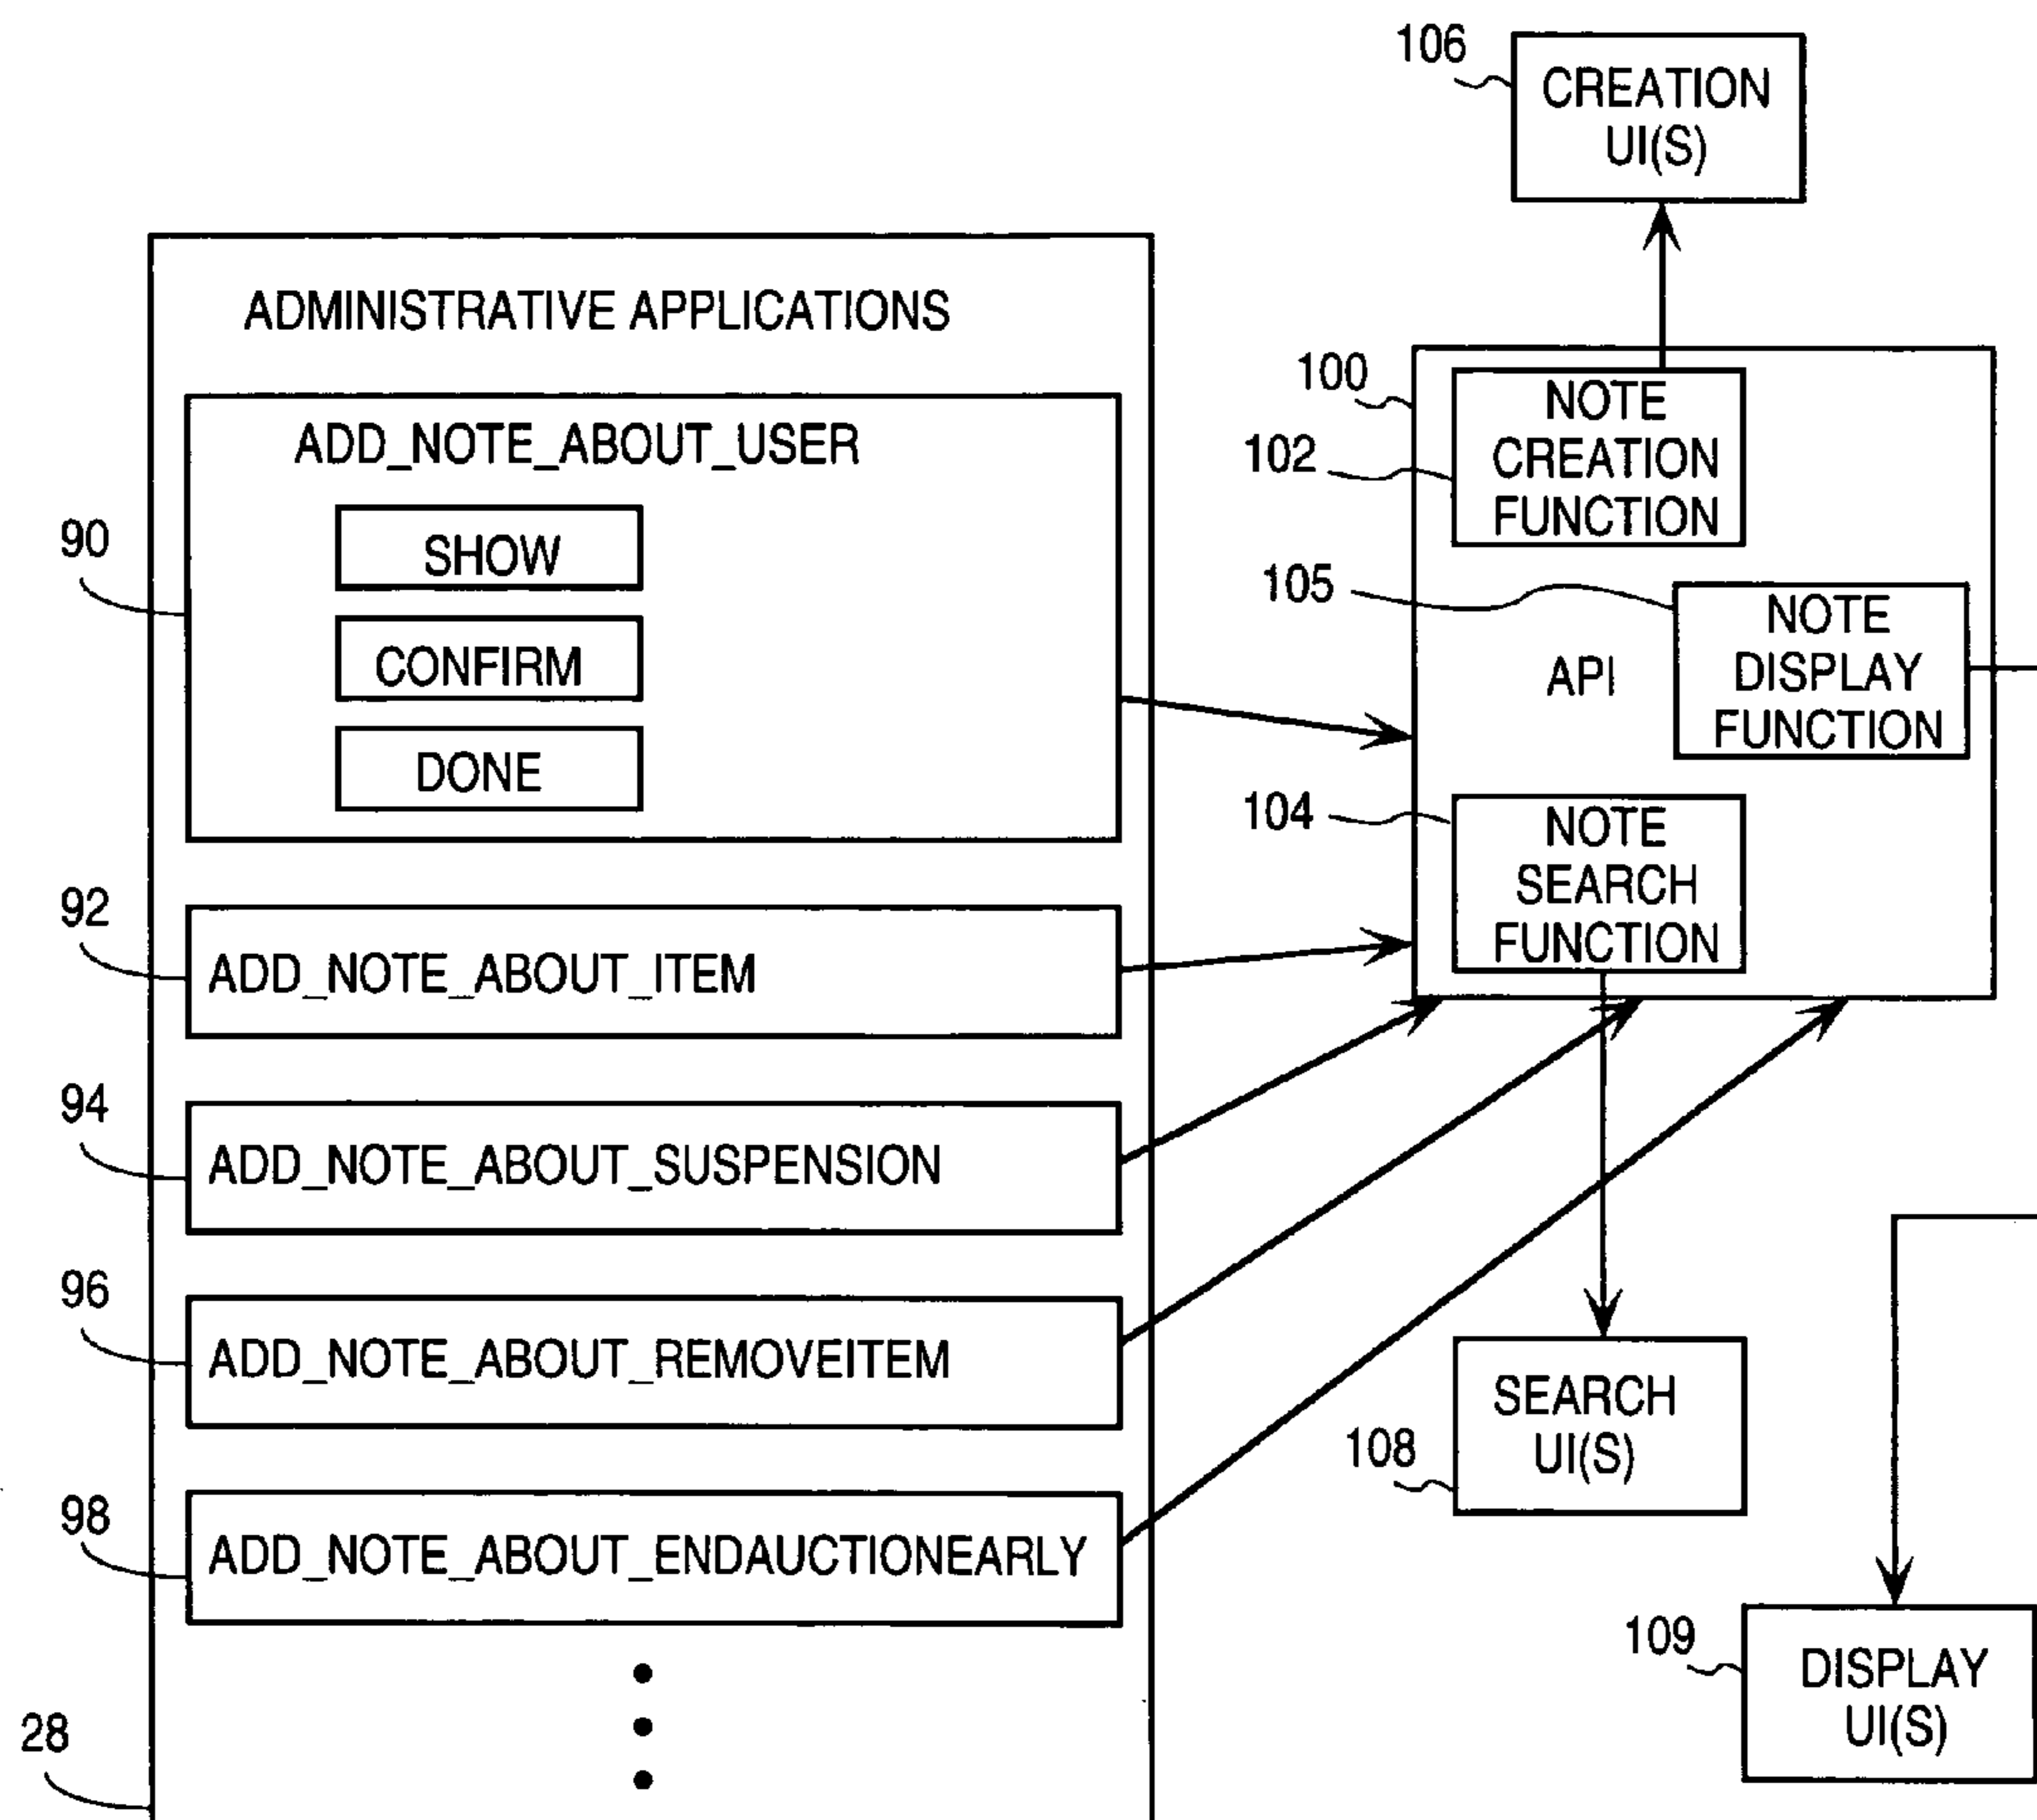 106
CREATION
UI(S)
ADMINISTRATIVE APPLICATIONS
100
NOTE
CREATION
FUNCTION
102
ADD_NOTE_ABOUT_USER
90
SHOW
CONFIRM
DONE
105
NOTE
DISPLAY
FUNCTION
API
104
NOTE
SEARCH
FUNCTION
92
ADD_NOTE_ABOUT_ITEM
94
ADD_NOTE_ABOUT_SUSPENSION
96
ADD_NOTE_ABOUT_REMOVEITEM
108
SEARCH
UI(S)
98
ADD_NOTE_ABOUT_ENDAUCTIONEARLY
109
DISPLAY
UI(S)
28